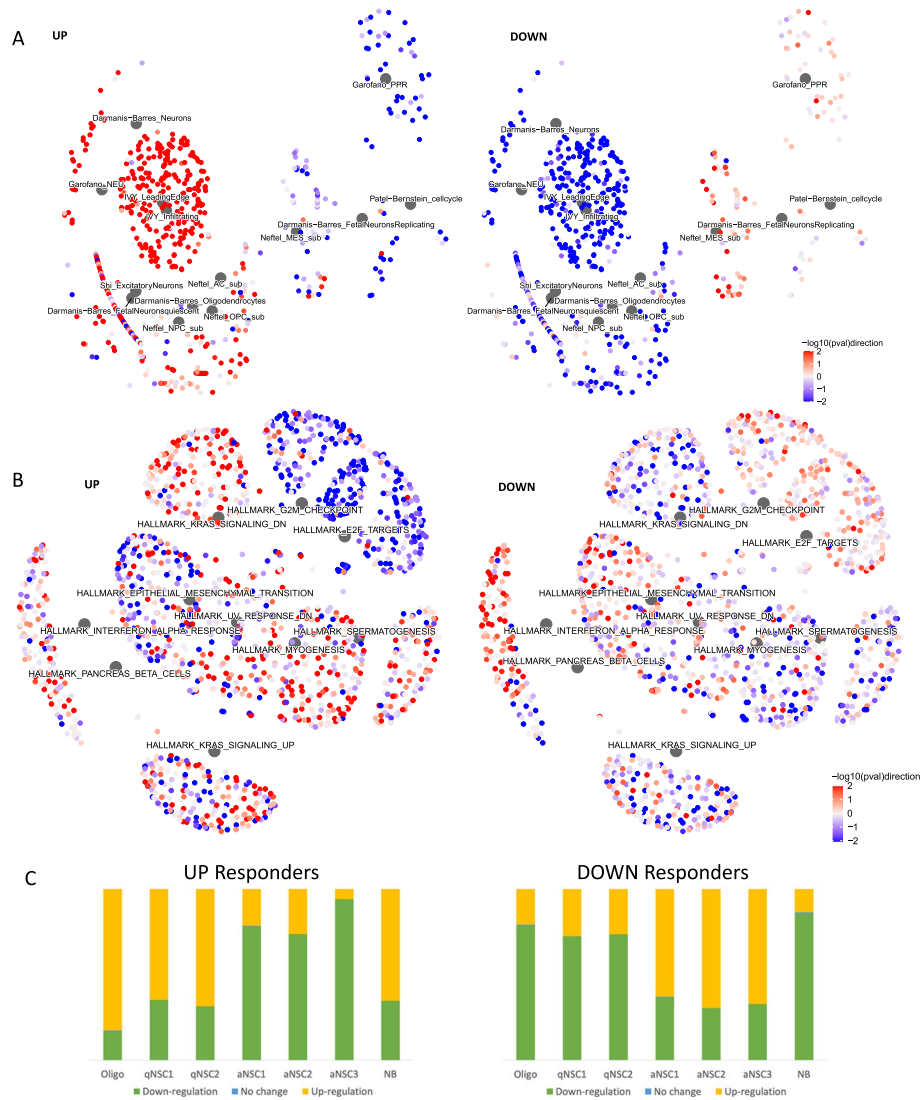 A
UP
DOWN
Garofano_PPR
Darmanis−Barres_Neurons
Garofano_NEU
IVY_LeadingEdge
IVY_Infiltrating
Patel−Bernstein_cellcycle
Darmanis−Barres_FetalNeuronsReplicating
Neftel_MES_sub
Neftel_AC_sub
Shi_ExcitatoryNeurons
Darmanis−Barres_Oligodendrocytes
Darmanis−Barres_FetalNeuronsquiescent
Neftel_OPC_sub
Neftel_NPC_sub
Garofano_PPR
Darmanis−Barres_Neurons
Garofano_NEU
IVY_LeadingEdge
IVY_Infiltrating
Patel−Bernstein_cellcycle
Darmanis−Barres_FetalNeuronsReplicating
Neftel_MES_sub
Neftel_AC_sub
Shi_ExcitatoryNeurons
Darmanis−Barres_Oligodendrocytes
Darmanis−Barres_FetalNeuronsquiescent
Neftel_OPC_sub
Neftel_NPC_sub
−log10(pval)direction
2
1
0
−1
−2
B
UP
DOWN
HALLMARK_G2M_CHECKPOINT
HALLMARK_KRAS_SIGNALING_DN
HALLMARK_E2F_TARGETS
HALLMARK_EPITHELIAL_MESENCHYMAL_TRANSITION
HALLMARK_UV_RESPONSE_DN
HALLMARK_INTERFERON_ALPHA_RESPONSE
HALLMARK_SPERMATOGENESIS
HALLMARK_MYOGENESIS
HALLMARK_PANCREAS_BETA_CELLS
HALLMARK_KRAS_SIGNALING_UP
HALLMARK_G2M_CHECKPOINT
HALLMARK_KRAS_SIGNALING_DN
HALLMARK_E2F_TARGETS
HALLMARK_EPITHELIAL_MESENCHYMAL_TRANSITION
HALLMARK_UV_RESPONSE_DN
HALLMARK_INTERFERON_ALPHA_RESPONSE
HALLMARK_SPERMATOGENESIS
HALLMARK_MYOGENESIS
HALLMARK_PANCREAS_BETA_CELLS
HALLMARK_KRAS_SIGNALING_UP
−log10(pval)direction
2
1
0
−1
−2
C
UP Responders
DOWN Responders
Oligo qNSC1 qNSC2 aNSC1 aNSC2 aNSC3 NB
Down-regulation No change Up-regulation
Oligo qNSC1 qNSC2 aNSC1 aNSC2 aNSC3 NB
Down-regulation No change Up-regulation